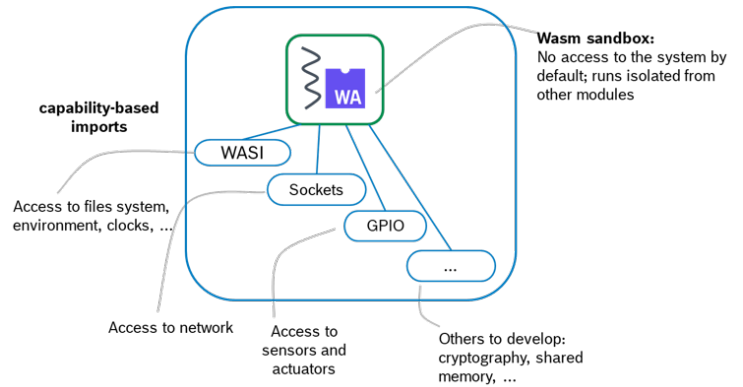 Wasm sandbox:
No access to the system by
default; runs isolated from
other modules
WA
capability-based
imports
WASI
Sockets
GPIO
...
Access to files system,
environment, clocks, ...
Access to network
Access to
sensors and
actuators
Others to develop:
cryptography, shared
memory, ...